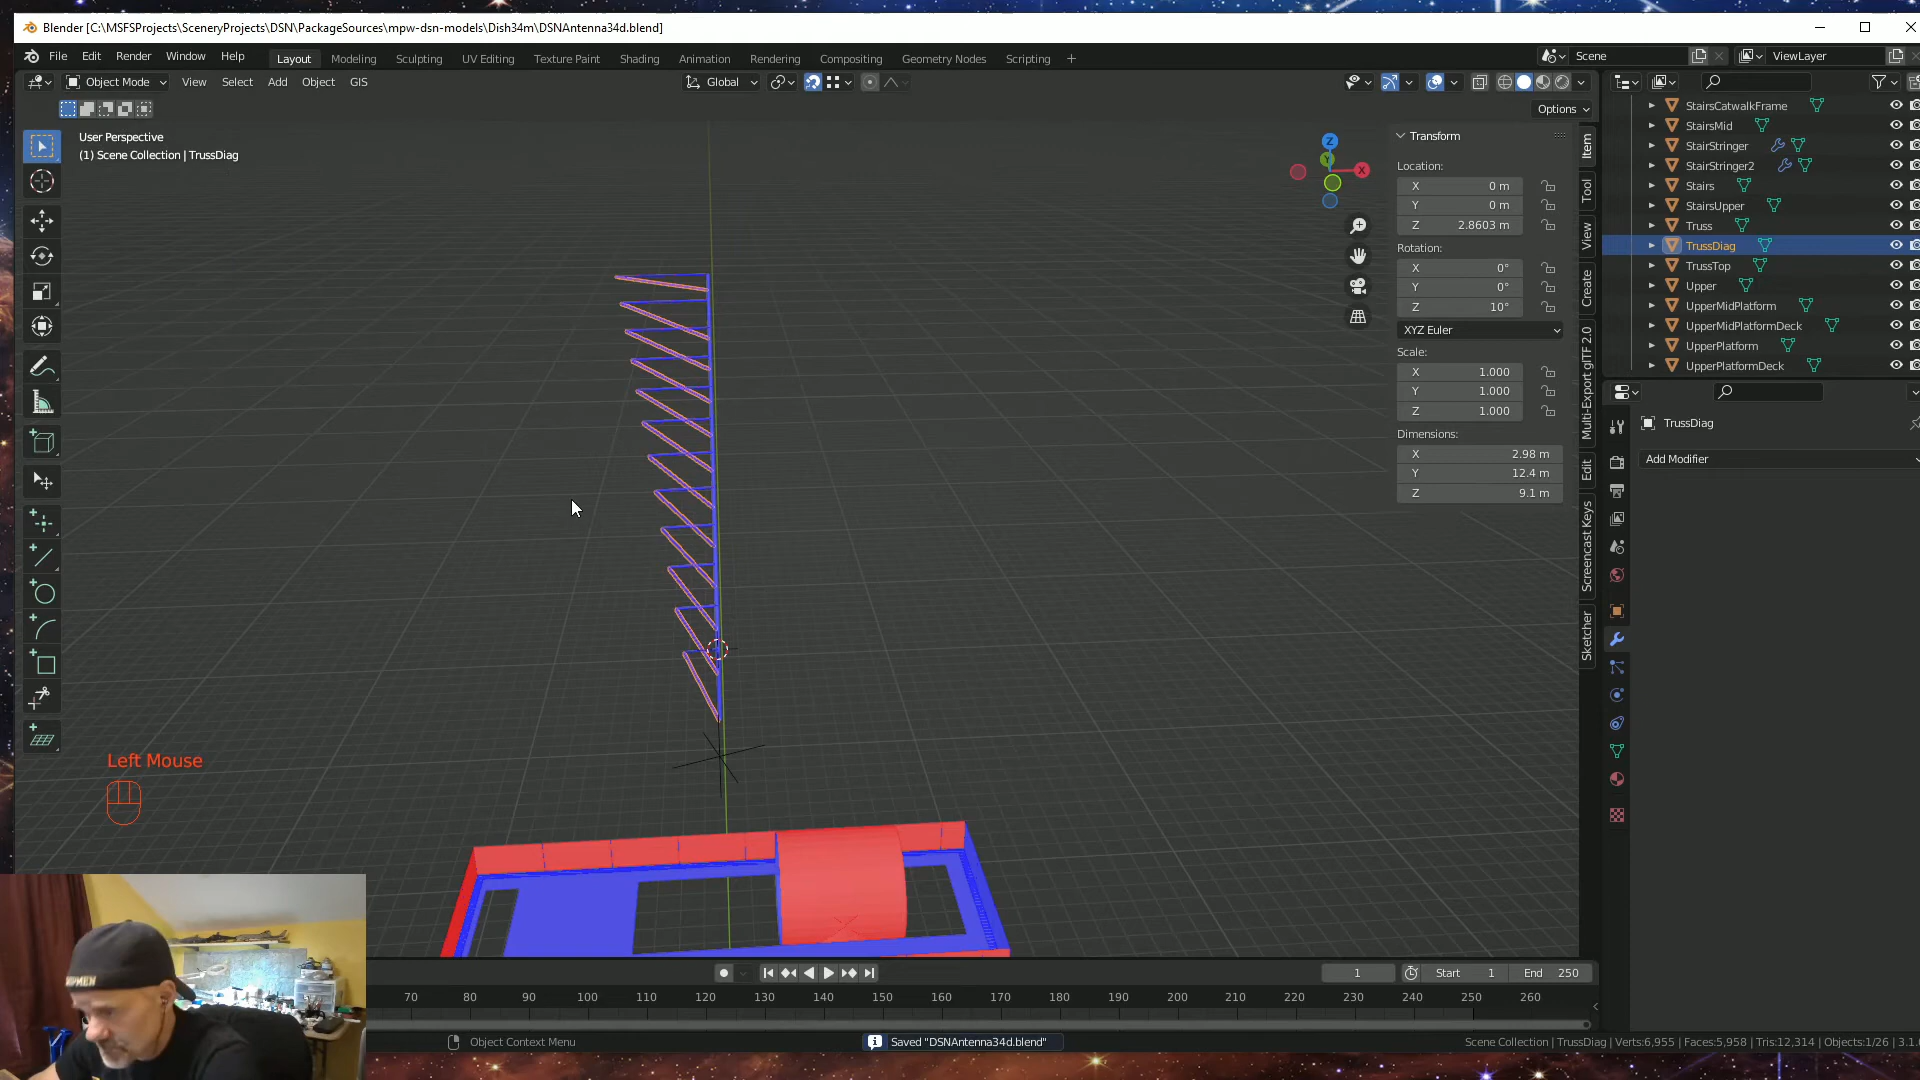 Blender [C:\MSFSProjects\SceneryProjects\DSN\PackageSources\mpw-dsn-models\Dish34m\DSNAntenna34d.blend]
File Edit Render Window Help
Layout Modeling Sculpting UV Editing Texture Paint Shading Animation Rendering Compositing Geometry Nodes Scripting +
Scene
ViewLayer
Object Mode View Select Add Object GIS
Global
Options
User Perspective
(1) Scene Collection | TrussDiag
Z
Y
X
Transform
Location:
X 0 m
Y 0 m
Z 2.8603 m
Rotation:
X 0°
Y 0°
Z 10°
XYZ Euler
Scale:
X 1.000
Y 1.000
Z 1.000
Dimensions:
X 2.98 m
Y 12.4 m
Z 9.1 m
Item
Tool
View
Create
Multi-Export glTF 2.0
Edit
Screencast Keys
Sketcher
StairsCatwalkFrame
StairsMid
StairStringer
StairStringer2
Stairs
StairsUpper
Truss
TrussDiag
TrussTop
Upper
UpperMidPlatform
UpperMidPlatformDeck
UpperPlatform
UpperPlatformDeck
TrussDiag
Add Modifier
Left Mouse
1 Start 1 End 250
70 80 90 100 110 120 130 140 150 160 170 180 190 200 210 220 230 240 250 260
Object Context Menu
Saved "DSNAntenna34d.blend"
Scene Collection | TrussDiag | Verts:6,955 | Faces:5,958 | Tris:12,314 | Objects:1/26 | 3.1.